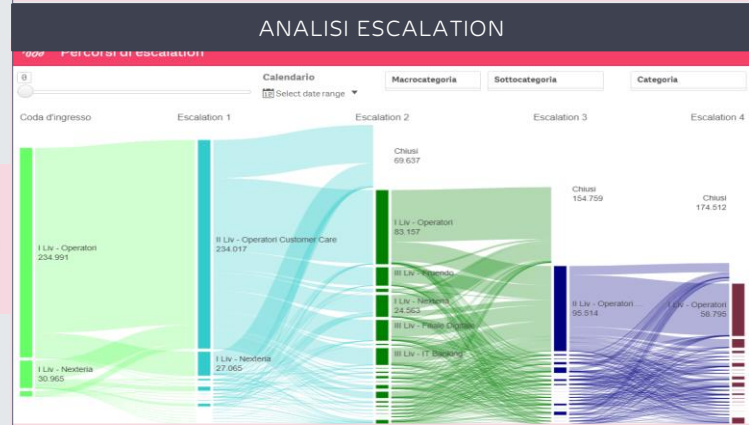 ANALISI ESCALATION
Percorsi di escalation
0
Calendario
Select date range
Macrocategoria
Sottocategoria
Categoria
Coda d'ingresso
Escalation 1
Escalation 2
Escalation 3
Escalation 4
Chiusi
69.637
Chiusi
154.759
Chiusi
174.512
I Liv - Operatori
234.991
II Liv - Operatori Customer Care
234.017
I Liv - Operatori
83.157
III Liv - Fruendo
I Liv - Nexteria
24.563
III Liv - Filiale Digitale
III Liv - IT Banking
II Liv - Operatori ...
95.514
I Liv - Operatori
56.795
I Liv - Nexteria
30.965
I Liv - Nexteria
27.065